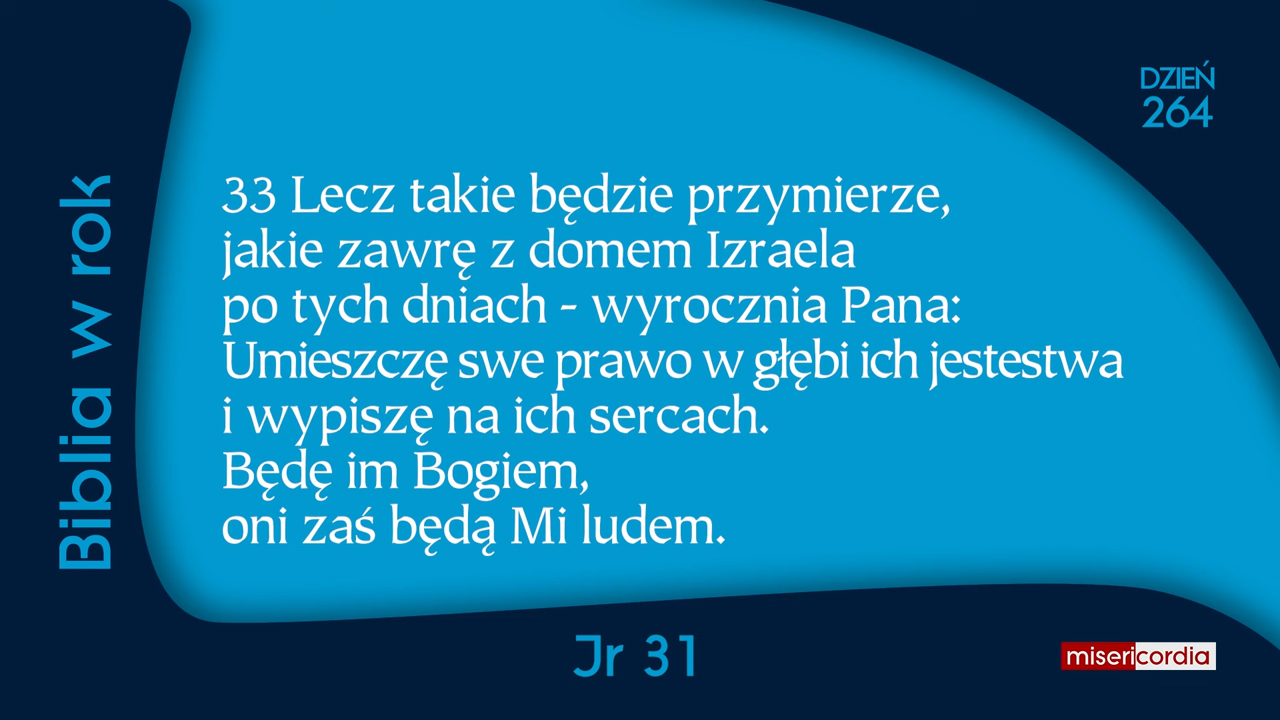 DZIEŃ
264
Biblia w rok
33 Lecz takie będzie przymierze,
jakie zawrę z domem Izraela
po tych dniach - wyrocznia Pana:
Umieszczę swe prawo w głębi ich jestestwa
i wypiszę na ich sercach.
Będę im Bogiem,
oni zaś będą Mi ludem.
Jr 31
misericordia